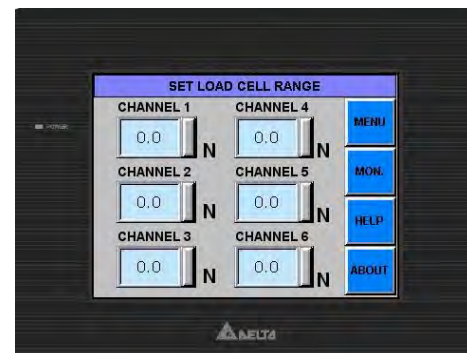 SET LOAD CELL RANGE
CHANNEL 1
0.0 N
CHANNEL 2
0.0 N
CHANNEL 3
0.0 N
CHANNEL 4
0.0 N
CHANNEL 5
0.0 N
CHANNEL 6
0.0 N
MENU
MON.
HELP
ABOUT
POWER
DELTA